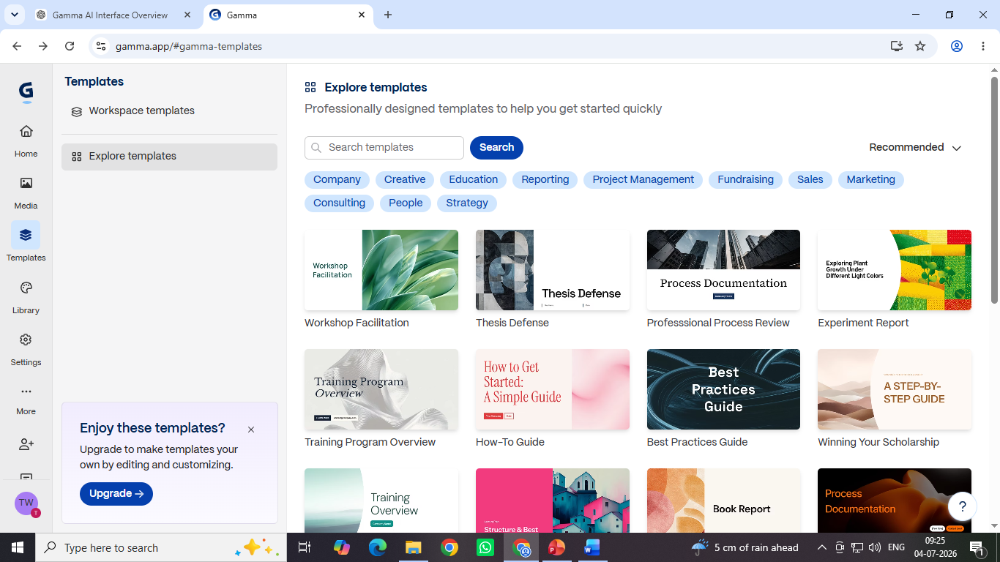 Gamma AI Interface Overview
Gamma
gamma.app/#gamma-templates
Home
Media
Templates
Library
Settings
More
TW
T
Templates
Workspace templates
Explore templates
Enjoy these templates?
Upgrade to make templates your
own by editing and customizing.
Upgrade →
Explore templates
Professionally designed templates to help you get started quickly
Search templates
Search
Recommended
Company Creative Education Reporting Project Management Fundraising Sales Marketing
Consulting People Strategy
Workshop
Facilitation
Workshop Facilitation
Thesis Defense
Thesis Defense
Process Documentation
Professsional Process Review
Exploring Plant
Growth Under
Different Light Colors
Experiment Report
Training Program
Overview
Training Program Overview
How to Get
Started:
A Simple Guide
How-To Guide
Best
Practices
Guide
Best Practices Guide
A STEP-BY-
STEP GUIDE
Winning Your Scholarship
Training
Overview
Structure & Best
Book Report
Process
Documentation
?
Type here to search
5 cm of rain ahead
ENG
09:25
04-07-2026
1